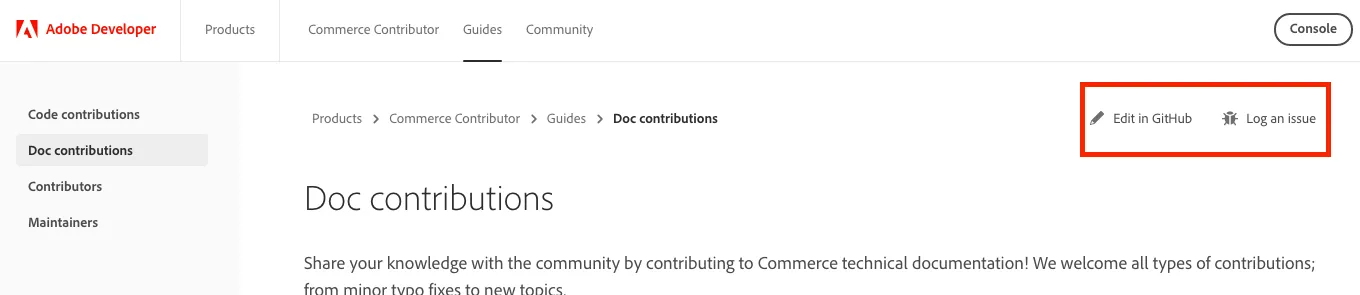 Adobe Developer
Products
Commerce Contributor
Guides
Community
Console
Code contributions
Doc contributions
Contributors
Maintainers
Products > Commerce Contributor > Guides > Doc contributions
Edit in GitHub
Log an issue
Doc contributions
Share your knowledge with the community by contributing to Commerce technical documentation! We welcome all types of contributions;
from minor typo fixes to new topics.